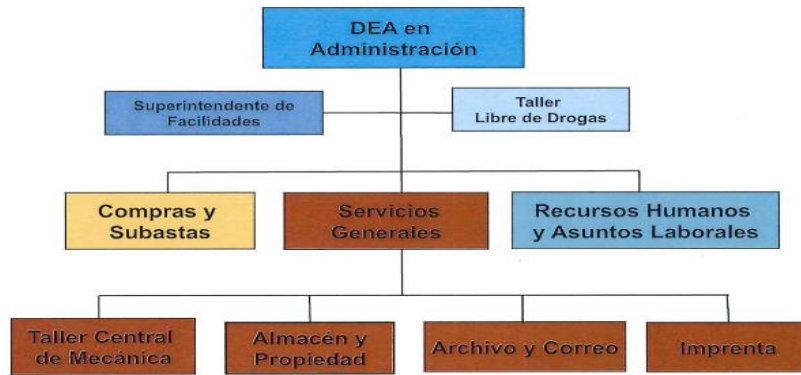 DEA en
Administración
Superintendente de
Facilidades
Taller
Libre de Drogas
Compras y
Subastas
Servicios
Generales
Recursos Humanos
y Asuntos Laborales
Taller Central
de Mecánica
Almacén y
Propiedad
Archivo y Correo
Imprenta